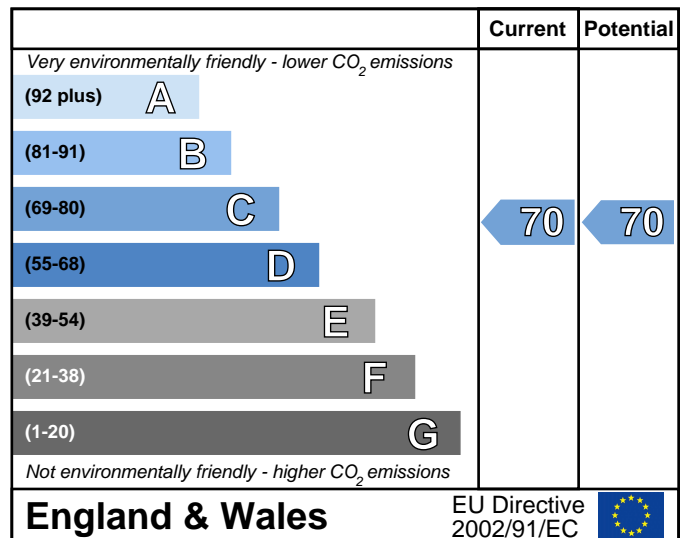 Current Potential
Very environmentally friendly - lower CO2 emissions
(92 plus) A
(81-91) B
(69-80) C 70 70
(55-68) D
(39-54) E
(21-38) F
(1-20) G
Not environmentally friendly - higher CO2 emissions
England & Wales
EU Directive
2002/91/EC